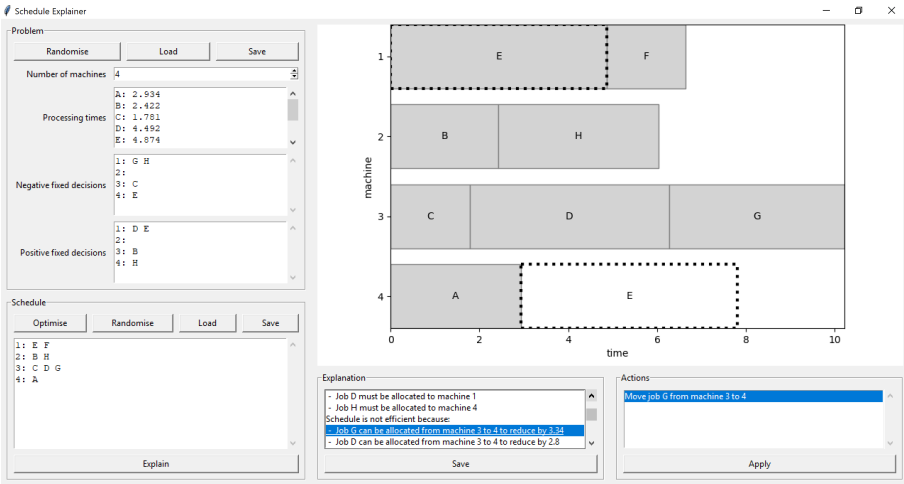 Schedule Explainer
Problem
Randomise Load Save
Number of machines 4
Processing times
A: 2.934
B: 2.422
C: 1.781
D: 4.492
E: 4.874
Negative fixed decisions
1: G H
2:
3: C
4: E
Positive fixed decisions
1: D E
2:
3: B
4: H
Schedule
Optimise Randomise Load Save
1: E F
2: B H
3: C D G
4: A
Explain
machine
1 E F
2 B H
3 C D G
4 A E
0 2 4 6 8 10
time
Explanation
- Job D must be allocated to machine 1
- Job H must be allocated to machine 4
Schedule is not efficient because:
- Job G can be allocated from machine 3 to 4 to reduce by 3.34
- Job D can be allocated from machine 3 to 4 to reduce by 2.8
Save
Actions
Move job G from machine 3 to 4
Apply